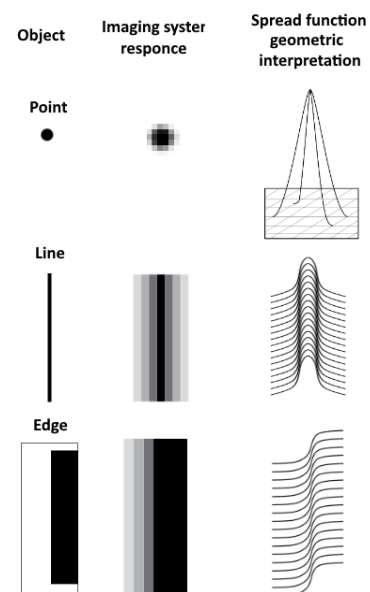 Object
Imaging syster
responce
Spread function
geometric
interpretation
Point
Line
Edge